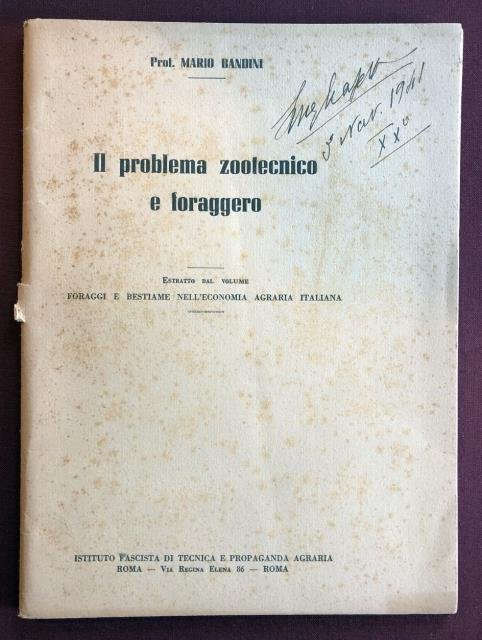 Prof. MARIO BANDINI
3 Nov. 1941
XX°
Il problema zootecnico
e foraggero
ESTRATTO DAL VOLUME
FORAGGI E BESTIAME NELL'ECONOMIA AGRARIA ITALIANA
ISTITUTO FASCISTA DI TECNICA E PROPAGANDA AGRARIA
ROMA — VIA REGINA ELENA 86 — ROMA